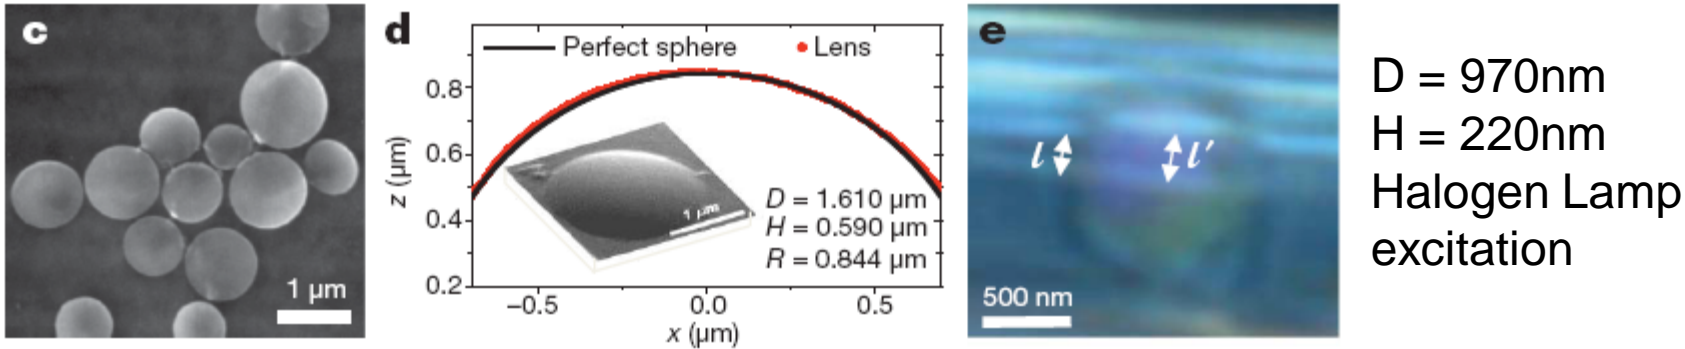 c
1 μm
d
Perfect sphere
Lens
z (μm)
0.8
0.6
0.4
0.2
1 μm
D = 1.610 μm
H = 0.590 μm
R = 0.844 μm
−0.5
0.0
0.5
x (μm)
e
l
l′
500 nm
D = 970nm
H = 220nm
Halogen Lamp
excitation